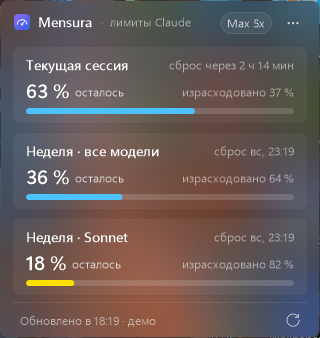 Mensura · лимиты Claude Max 5x ···
Текущая сессия сброс через 2 ч 14 мин
63 % осталось израсходовано 37 %
Неделя · все модели сброс вс, 23:19
36 % осталось израсходовано 64 %
Неделя · Sonnet сброс вс, 23:19
18 % осталось израсходовано 82 %
Обновлено в 18:19 · демо